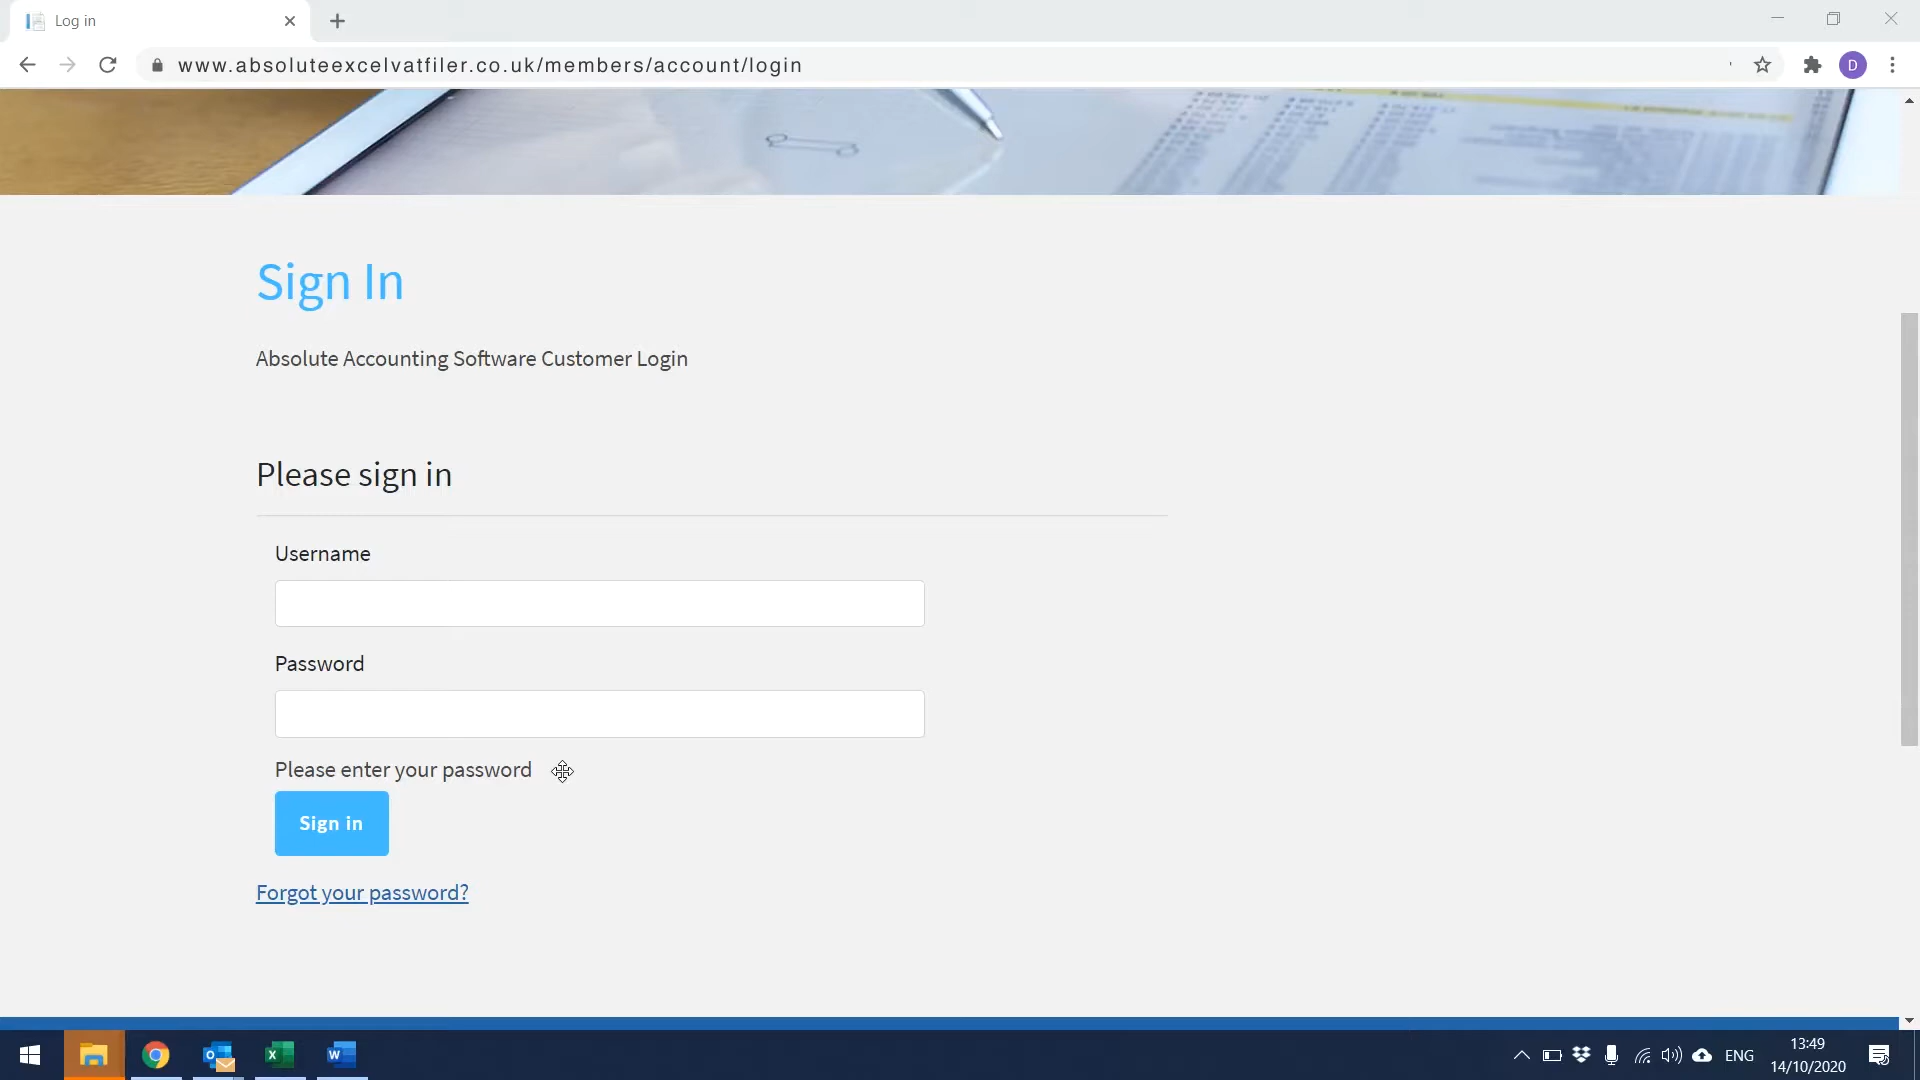 Log in
www.absoluteexcelvatfiler.co.uk/members/account/login
D
Sign In
Absolute Accounting Software Customer Login
Please sign in
Username
Password
Please enter your password
Sign in
Forgot your password?
ENG
13:49
14/10/2020